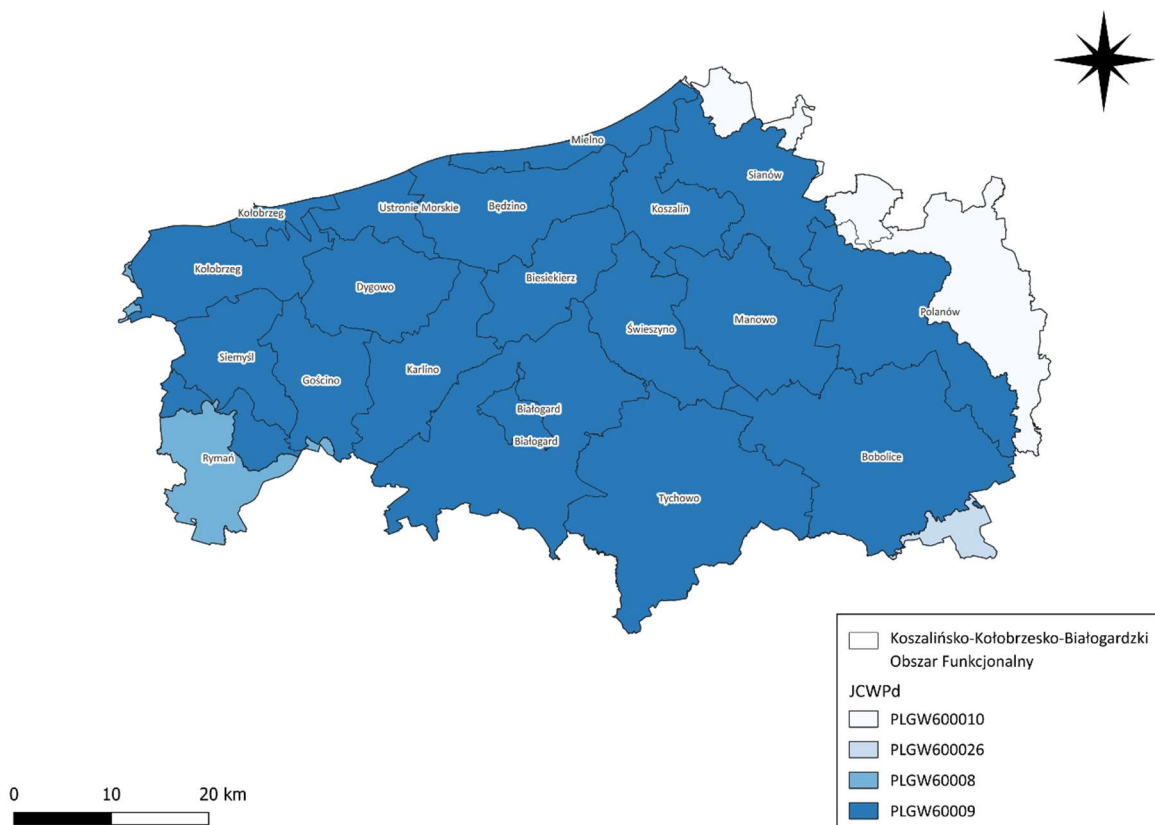 Mielno
Sianów
Kołobrzeg
Ustronie Morskie
Będzino
Koszalin
Kołobrzeg
Biesiekierz
Dygowo
Polanów
Manowo
Świeszyno
Siemyśl
Karlino
Gościno
Białogard
Białogard
Rymań
Bobolice
Tychowo
Koszalińsko-Kołobrzesko-Białogardzki
Obszar Funkcjonalny
JCWPd
PLGW600010
PLGW600026
PLGW60008
PLGW60009
0 10 20 km